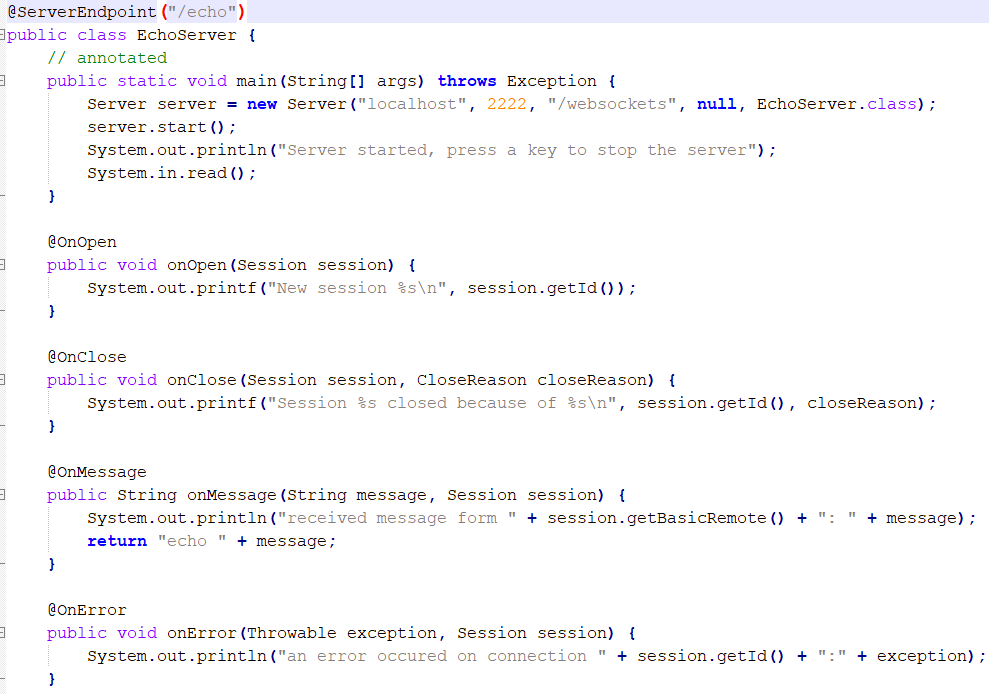 @ServerEndpoint("/echo")
public class EchoServer {
    // annotated
    public static void main(String[] args) throws Exception {
        Server server = new Server("localhost", 2222, "/websockets", null, EchoServer.class);
        server.start();
        System.out.println("Server started, press a key to stop the server");
        System.in.read();
    }

    @OnOpen
    public void onOpen(Session session) {
        System.out.printf("New session %s\n", session.getId());
    }

    @OnClose
    public void onClose(Session session, CloseReason closeReason) {
        System.out.printf("Session %s closed because of %s\n", session.getId(), closeReason);
    }

    @OnMessage
    public String onMessage(String message, Session session) {
        System.out.println("received message form " + session.getBasicRemote() + ": " + message);
        return "echo " + message;
    }

    @OnError
    public void onError(Throwable exception, Session session) {
        System.out.println("an error occured on connection " + session.getId() + ":" + exception);
    }